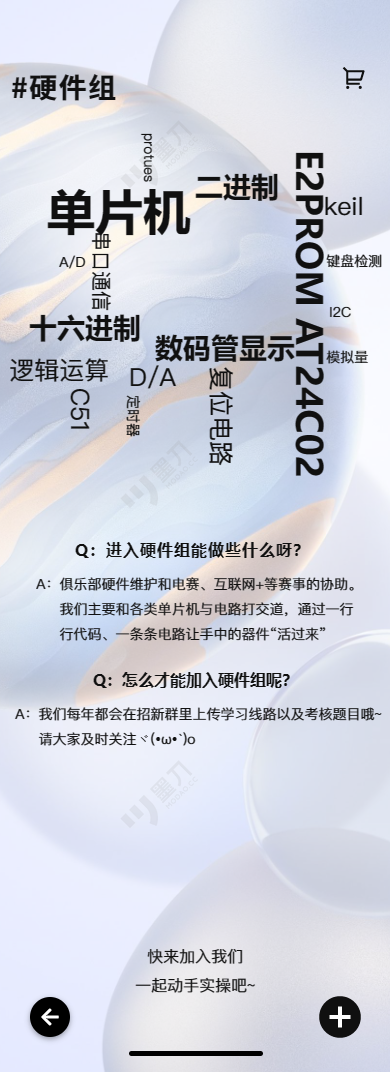 #硬件组
protues
二进制
单片机
E2PROM AT24C02
keil
串口通信
A/D
键盘检测
I2C
十六进制
数码管显示
模拟量
逻辑运算
D/A
复位电路
C51
定时器
Q：进入硬件组能做些什么呀？
A：俱乐部硬件维护和电赛、互联网+等赛事的协助。
我们主要和各类单片机与电路打交道，通过一行
行代码、一条条电路让手中的器件“活过来”
Q：怎么才能加入硬件组呢？
A：我们每年都会在招新群里上传学习线路以及考核题目哦~
请大家及时关注ヾ(•ω•`)o
快来加入我们
一起动手实操吧~
墨刀
墨刀
墨刀